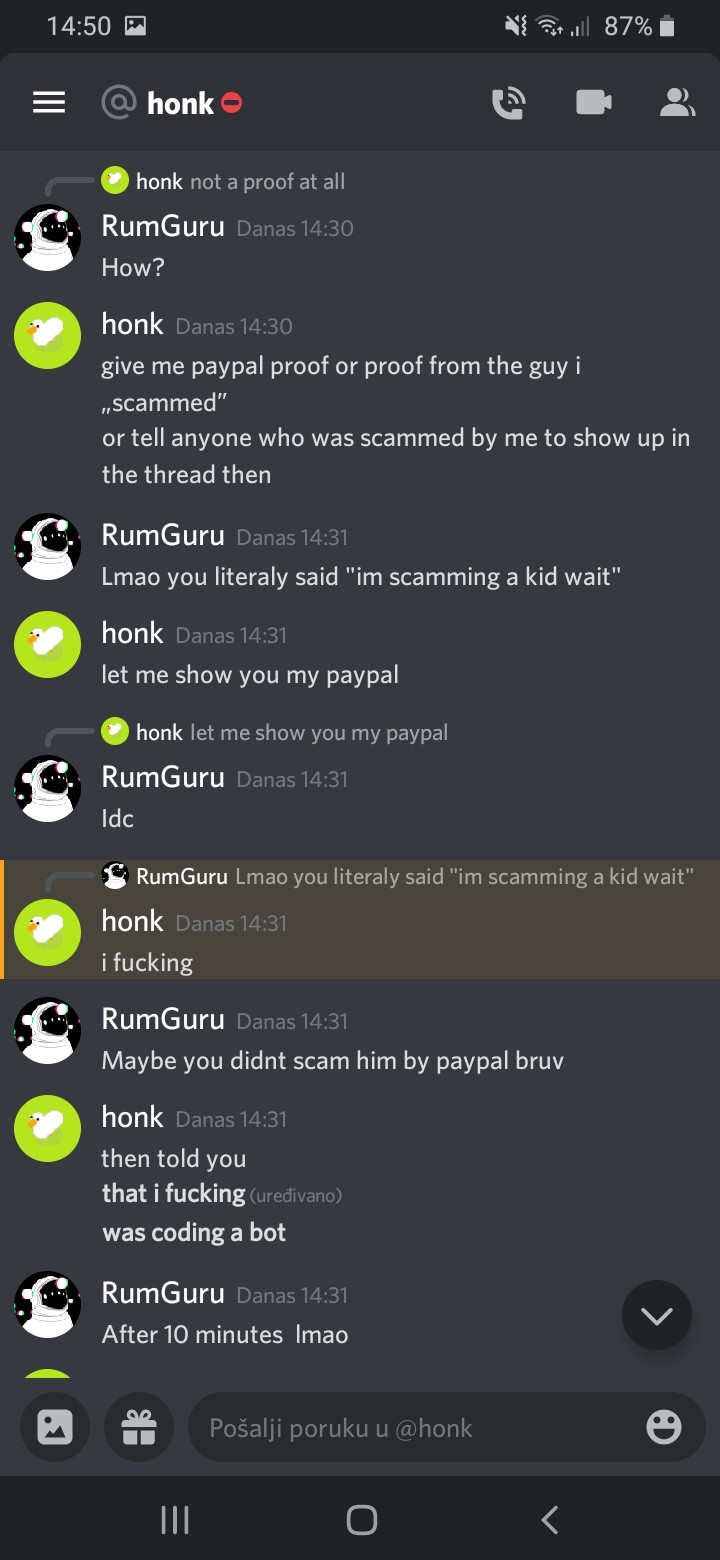 14:50 87%
@ honk
honk not a proof at all
RumGuru Danas 14:30
How?
honk Danas 14:30
give me paypal proof or proof from the guy i
„scammed”
or tell anyone who was scammed by me to show up in
the thread then
RumGuru Danas 14:31
Lmao you literaly said "im scamming a kid wait"
honk Danas 14:31
let me show you my paypal
honk let me show you my paypal
RumGuru Danas 14:31
Idc
RumGuru Lmao you literaly said "im scamming a kid wait"
honk Danas 14:31
i fucking
RumGuru Danas 14:31
Maybe you didnt scam him by paypal bruv
honk Danas 14:31
then told you
that i fucking (uređivano)
was coding a bot
RumGuru Danas 14:31
After 10 minutes lmao
Pošalji poruku u @honk